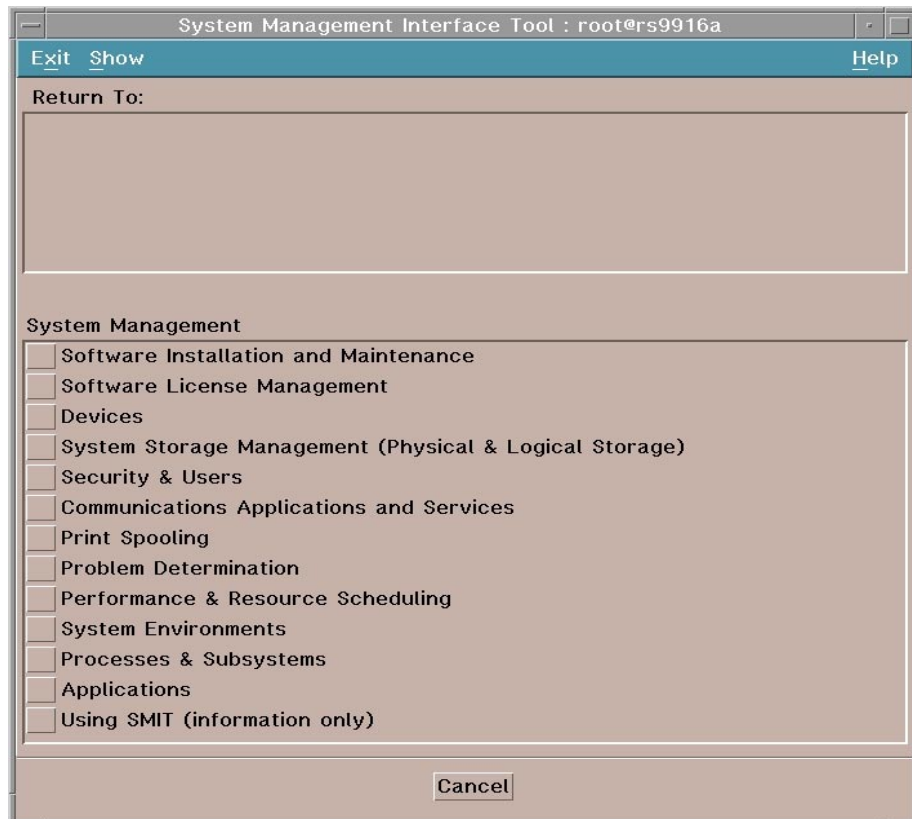 System Management Interface Tool : root@rs9916a
Exit Show Help
Return To:
System Management
Software Installation and Maintenance
Software License Management
Devices
System Storage Management (Physical & Logical Storage)
Security & Users
Communications Applications and Services
Print Spooling
Problem Determination
Performance & Resource Scheduling
System Environments
Processes & Subsystems
Applications
Using SMIT (information only)
Cancel